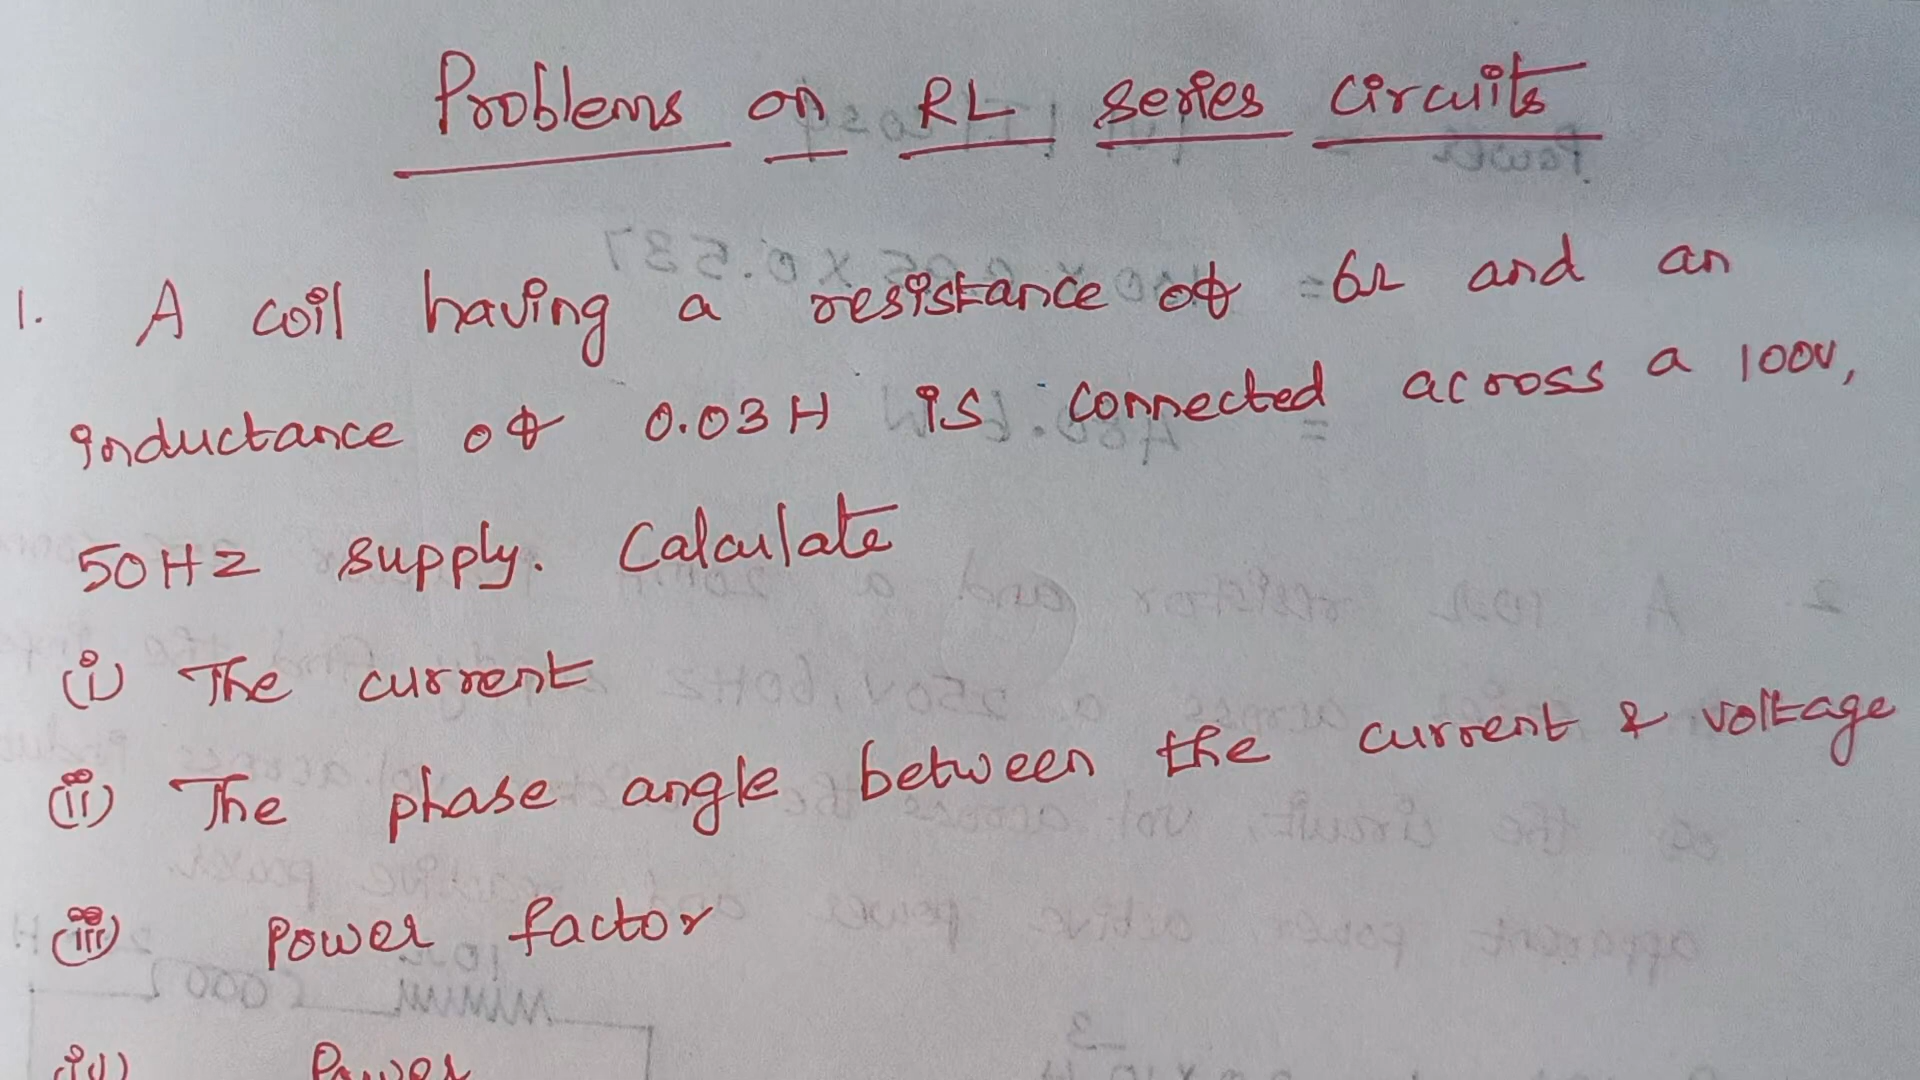 Problems on RL series circuits
1. A coil having a resistance of 6Ω and an
inductance of 0.03H is connected across a 100V,
50HZ supply. Calculate
(i) The current
(ii) The phase angle between the current & voltage
(iii) Power factor
(iv) Power